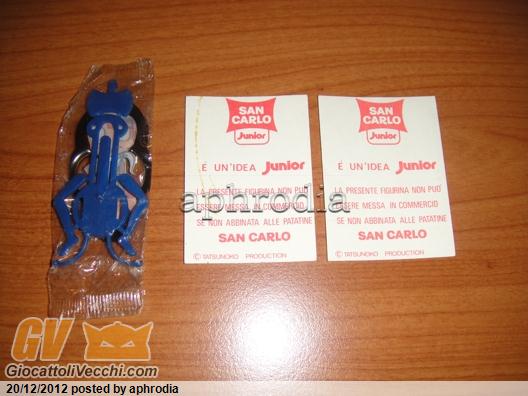 SAN
CARLO
Junior
É UN'IDEA Junior
LA PRESENTE FIGURINA NON PUO'
ESSERE MESSA IN COMMERCIO
SE NON ABBINATA ALLE PATATINE
SAN CARLO
© TATSUNOKO PRODUCTION
SAN
CARLO
Junior
É UN'IDEA Junior
LA PRESENTE FIGURINA NON PUO'
ESSERE MESSA IN COMMERCIO
SE NON ABBINATA ALLE PATATINE
SAN CARLO
© TATSUNOKO PRODUCTION
aphrodia
GV
GiocattoliVecchi.com
20/12/2012 posted by aphrodia